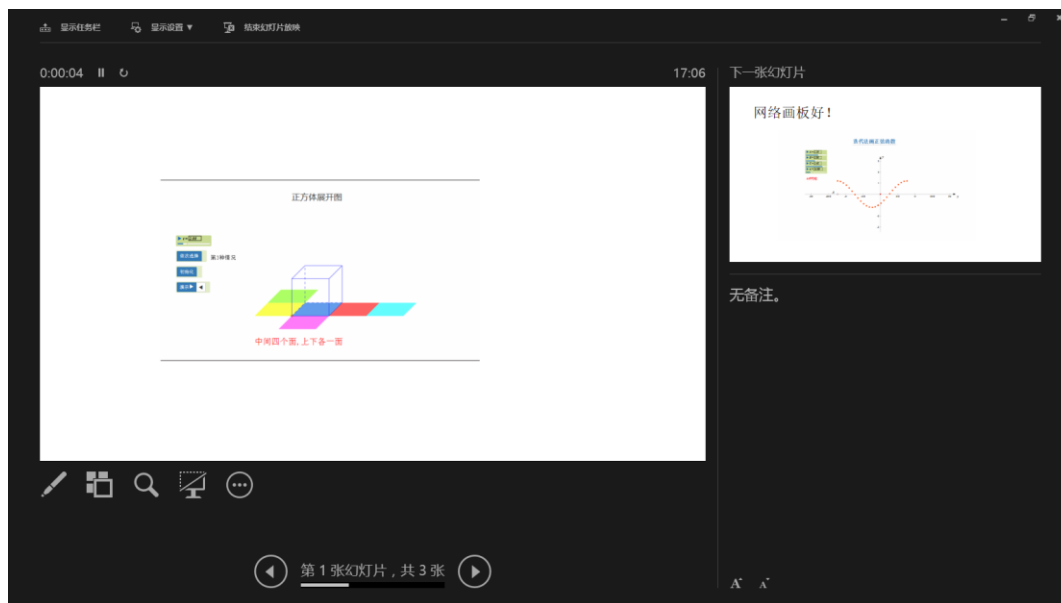 显示任务栏
显示设置 ▼
结束幻灯片放映
0:00:04
17:06
正方体展开图
中间四个面,上下各一面
下一张幻灯片
网络画板好!
无备注。
第 1 张幻灯片,共 3 张
A
A